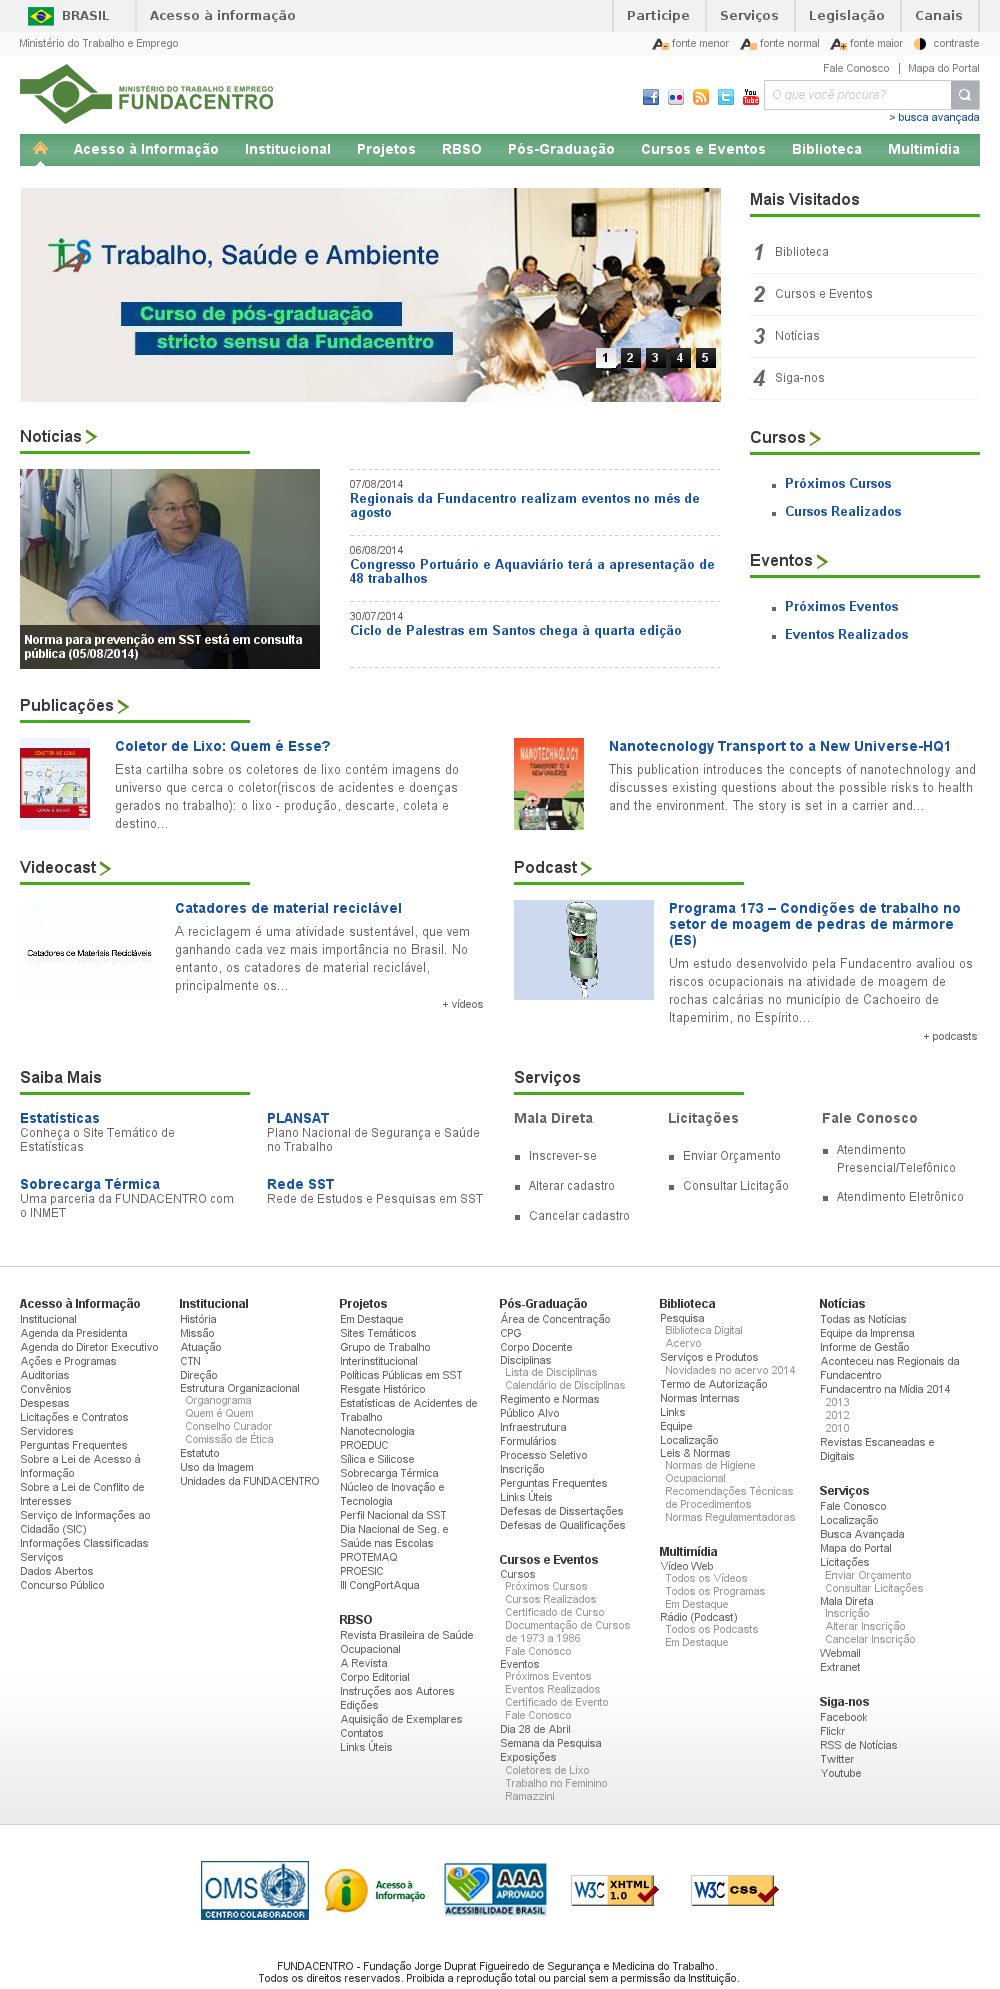 BRASIL
Acesso à informação
Participe
Serviços
Legislação
Canais
Ministério do Trabalho e Emprego
fonte menor
fonte normal
fonte maior
contraste
Fale Conosco
Mapa do Portal
MINISTÉRIO DO TRABALHO E EMPREGO
FUNDACENTRO
O que você procura?
> busca avançada
Acesso à Informação
Institucional
Projetos
RBSO
Pós-Graduação
Cursos e Eventos
Biblioteca
Multimídia
Trabalho, Saúde e Ambiente
Curso de pós-graduação
stricto sensu da Fundacentro
1 2 3 4 5
Mais Visitados
1 Biblioteca
2 Cursos e Eventos
3 Notícias
4 Siga-nos
Notícias
Norma para prevenção em SST está em consulta
pública (05/08/2014)
07/08/2014
Regionais da Fundacentro realizam eventos no mês de
agosto
06/08/2014
Congresso Portuário e Aquaviário terá a apresentação de
48 trabalhos
30/07/2014
Ciclo de Palestras em Santos chega à quarta edição
Cursos
Próximos Cursos
Cursos Realizados
Eventos
Próximos Eventos
Eventos Realizados
Publicações
COLETOR DE LIXO
QUEM É ESSE?
Coletor de Lixo: Quem é Esse?
Esta cartilha sobre os coletores de lixo contém imagens do
universo que cerca o coletor(riscos de acidentes e doenças
gerados no trabalho): o lixo - produção, descarte, coleta e
destino...
NANOTECHNOLOGY
TRANSPORT TO A
NEW UNIVERSE
Nanotecnology Transport to a New Universe-HQ1
This publication introduces the concepts of nanotechnology and
discusses existing questions about the possible risks to health
and the environment. The story is set in a carrier and...
Videocast
Catadores de Materiais Recicláveis
Catadores de material reciclável
A reciclagem é uma atividade sustentável, que vem
ganhando cada vez mais importância no Brasil. No
entanto, os catadores de material reciclável,
principalmente os...
+ vídeos
Podcast
Programa 173 – Condições de trabalho no
setor de moagem de pedras de mármore
(ES)
Um estudo desenvolvido pela Fundacentro avaliou os
riscos ocupacionais na atividade de moagem de
rochas calcárias no município de Cachoeiro de
Itapemirim, no Espírito...
+ podcasts
Saiba Mais
Estatísticas
Conheça o Site Temático de
Estatísticas
PLANSAT
Plano Nacional de Segurança e Saúde
no Trabalho
Sobrecarga Térmica
Uma parceria da FUNDACENTRO com
o INMET
Rede SST
Rede de Estudos e Pesquisas em SST
Serviços
Mala Direta
Inscrever-se
Alterar cadastro
Cancelar cadastro
Licitações
Enviar Orçamento
Consultar Licitação
Fale Conosco
Atendimento
Presencial/Telefônico
Atendimento Eletrônico
Acesso à Informação
Institucional
Agenda da Presidenta
Agenda do Diretor Executivo
Ações e Programas
Auditorias
Convênios
Despesas
Licitações e Contratos
Servidores
Perguntas Frequentes
Sobre a Lei de Acesso à
Informação
Sobre a Lei de Conflito de
Interesses
Serviço de Informações ao
Cidadão (SIC)
Informações Classificadas
Serviços
Dados Abertos
Concurso Público
Institucional
História
Missão
Atuação
CTN
Direção
Estrutura Organizacional
Organograma
Quem é Quem
Conselho Curador
Comissão de Ética
Estatuto
Uso da Imagem
Unidades da FUNDACENTRO
Projetos
Em Destaque
Sites Temáticos
Grupo de Trabalho
Interinstitucional
Políticas Públicas em SST
Resgate Histórico
Estatísticas de Acidentes de
Trabalho
Nanotecnologia
PROEDUC
Sílica e Silicose
Sobrecarga Térmica
Núcleo de Inovação e
Tecnologia
Perfil Nacional da SST
Dia Nacional de Seg. e
Saúde nas Escolas
PROTEMAQ
PROESIC
III CongPortAqua
RBSO
Revista Brasileira de Saúde
Ocupacional
A Revista
Corpo Editorial
Instruções aos Autores
Edições
Aquisição de Exemplares
Contatos
Links Úteis
Pós-Graduação
Área de Concentração
CPG
Corpo Docente
Disciplinas
Lista de Disciplinas
Calendário de Disciplinas
Regimento e Normas
Público Alvo
Infraestrutura
Formulários
Processo Seletivo
Inscrição
Perguntas Frequentes
Links Úteis
Defesas de Dissertações
Defesas de Qualificações
Cursos e Eventos
Cursos
Próximos Cursos
Cursos Realizados
Certificado de Curso
Documentação de Cursos
de 1973 a 1986
Fale Conosco
Eventos
Próximos Eventos
Eventos Realizados
Certificado de Evento
Fale Conosco
Dia 28 de Abril
Semana da Pesquisa
Exposições
Coletores de Lixo
Trabalho no Feminino
Ramazzini
Biblioteca
Pesquisa
Biblioteca Digital
Acervo
Serviços e Produtos
Novidades no acervo 2014
Termo de Autorização
Normas Internas
Links
Equipe
Localização
Leis & Normas
Normas de Higiene
Ocupacional
Recomendações Técnicas
de Procedimentos
Normas Regulamentadoras
Multimídia
Vídeo Web
Todos os Vídeos
Todos os Programas
Em Destaque
Rádio (Podcast)
Todos os Podcasts
Em Destaque
Notícias
Todas as Notícias
Equipe da Imprensa
Informe de Gestão
Aconteceu nas Regionais da
Fundacentro
Fundacentro na Mídia 2014
2013
2012
2010
Revistas Escaneadas e
Digitais
Serviços
Fale Conosco
Localização
Busca Avançada
Mapa do Portal
Licitações
Enviar Orçamento
Consultar Licitações
Mala Direta
Inscrição
Alterar Inscrição
Cancelar Inscrição
Webmail
Extranet
Siga-nos
Facebook
Flickr
RSS de Notícias
Twitter
Youtube
OMS
CENTRO COLABORADOR
Acesso à
Informação
AAA
APROVADO
ACESSIBILIDADE BRASIL
W3C XHTML
1.0
W3C CSS
FUNDACENTRO - Fundação Jorge Duprat Figueiredo de Segurança e Medicina do Trabalho.
Todos os direitos reservados. Proibida a reprodução total ou parcial sem a permissão da Instituição.